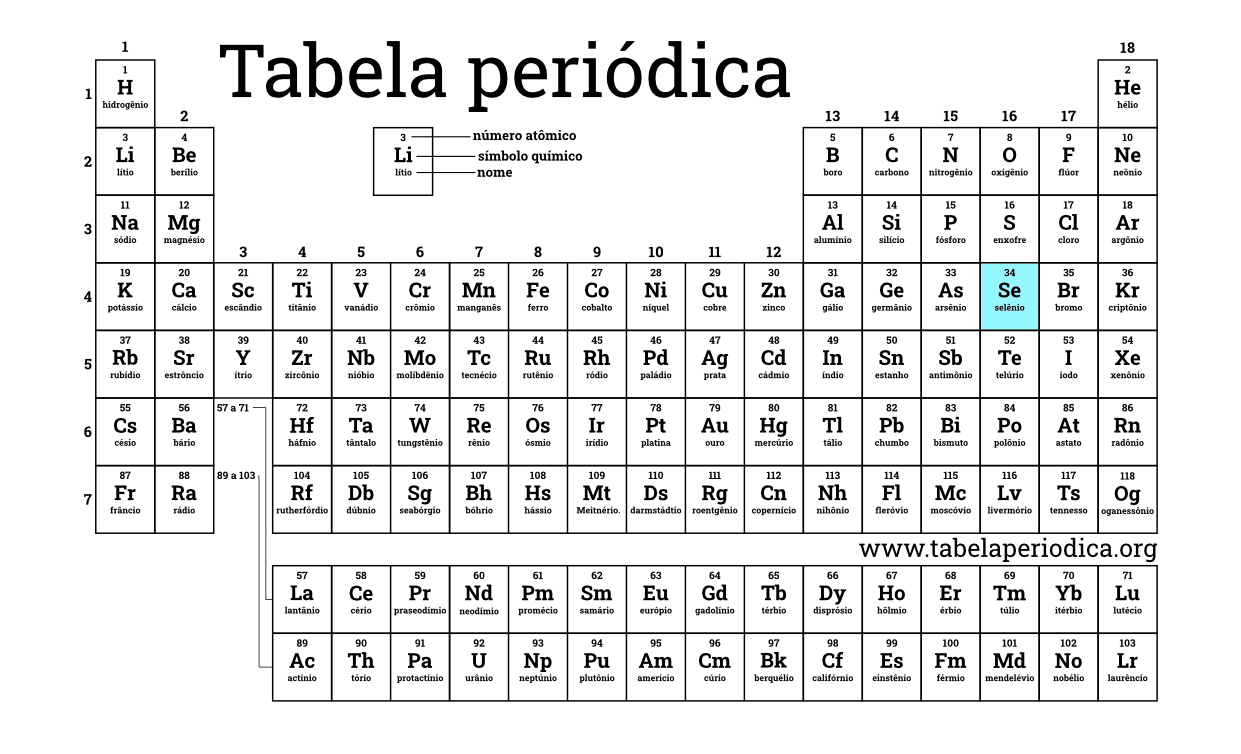 Tabela periódica
1
18
1
1
H
hidrogênio
2
He
hélio
2
13
14
15
16
17
2
3
Li
lítio
4
Be
berílio
3
Li
lítio
número atômico
símbolo químico
nome
5
B
boro
6
C
carbono
7
N
nitrogênio
8
O
oxigênio
9
F
flúor
10
Ne
neônio
3
11
Na
sódio
12
Mg
magnésio
13
Al
alumínio
14
Si
silício
15
P
fósforo
16
S
enxofre
17
Cl
cloro
18
Ar
argônio
3
4
5
6
7
8
9
10
11
12
4
19
K
potássio
20
Ca
cálcio
21
Sc
escândio
22
Ti
titânio
23
V
vanádio
24
Cr
crômio
25
Mn
manganês
26
Fe
ferro
27
Co
cobalto
28
Ni
níquel
29
Cu
cobre
30
Zn
zinco
31
Ga
gálio
32
Ge
germânio
33
As
arsênio
34
Se
selênio
35
Br
bromo
36
Kr
criptônio
5
37
Rb
rubídio
38
Sr
estrôncio
39
Y
ítrio
40
Zr
zircônio
41
Nb
nióbio
42
Mo
molibdênio
43
Tc
tecnécio
44
Ru
rutênio
45
Rh
ródio
46
Pd
paládio
47
Ag
prata
48
Cd
cádmio
49
In
índio
50
Sn
estanho
51
Sb
antimônio
52
Te
telúrio
53
I
iodo
54
Xe
xenônio
6
55
Cs
césio
56
Ba
bário
57 a 71
72
Hf
háfnio
73
Ta
tântalo
74
W
tungstênio
75
Re
rênio
76
Os
ósmio
77
Ir
irídio
78
Pt
platina
79
Au
ouro
80
Hg
mercúrio
81
Tl
tálio
82
Pb
chumbo
83
Bi
bismuto
84
Po
polônio
85
At
astato
86
Rn
radônio
7
87
Fr
frâncio
88
Ra
rádio
89 a 103
104
Rf
rutherfórdio
105
Db
dúbnio
106
Sg
seabórgio
107
Bh
bóhrio
108
Hs
hássio
109
Mt
Meitnério.
110
Ds
darmstádtio
111
Rg
roentgênio
112
Cn
copernício
113
Nh
nihônio
114
Fl
fleróvio
115
Mc
moscóvio
116
Lv
livermório
117
Ts
tennesso
118
Og
oganessônio
www.tabelaperiodica.org
57
La
lantânio
58
Ce
cério
59
Pr
praseodímio
60
Nd
neodímio
61
Pm
promécio
62
Sm
samário
63
Eu
európio
64
Gd
gadolínio
65
Tb
térbio
66
Dy
disprósio
67
Ho
hôlmio
68
Er
érbio
69
Tm
túlio
70
Yb
itérbio
71
Lu
lutécio
89
Ac
actínio
90
Th
tório
91
Pa
protactínio
92
U
urânio
93
Np
neptúnio
94
Pu
plutônio
95
Am
amerício
96
Cm
cúrio
97
Bk
berquélio
98
Cf
califórnio
99
Es
einstênio
100
Fm
férmio
101
Md
mendelévio
102
No
nobélio
103
Lr
laurêncio